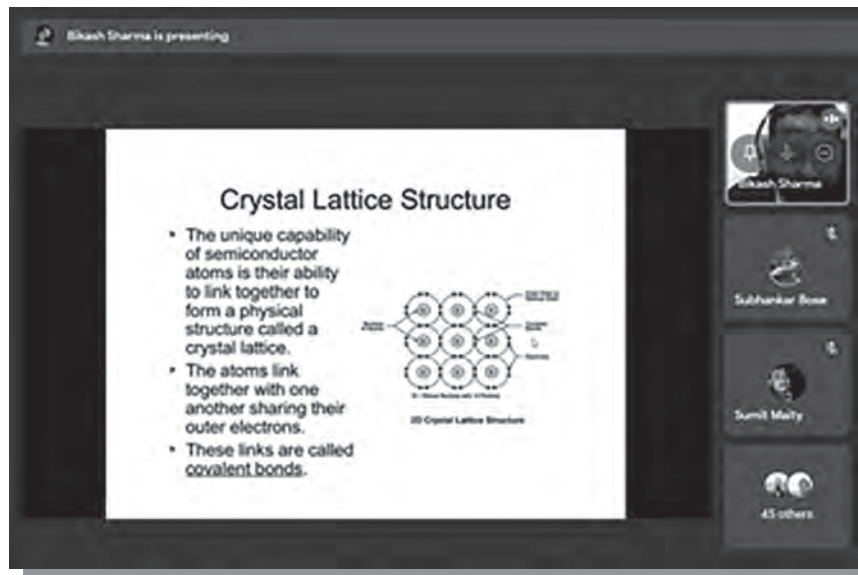 Bikash Sharma is presenting
Crystal Lattice Structure
• The unique capability
of semiconductor
atoms is their ability
to link together to
form a physical
structure called a
crystal lattice.
• The atoms link
together with one
another sharing their
outer electrons.
• These links are called
covalent bonds.
2D Crystal Lattice Structure
Bikash Sharma
Subhankar Bose
Sumit Maity
45 others